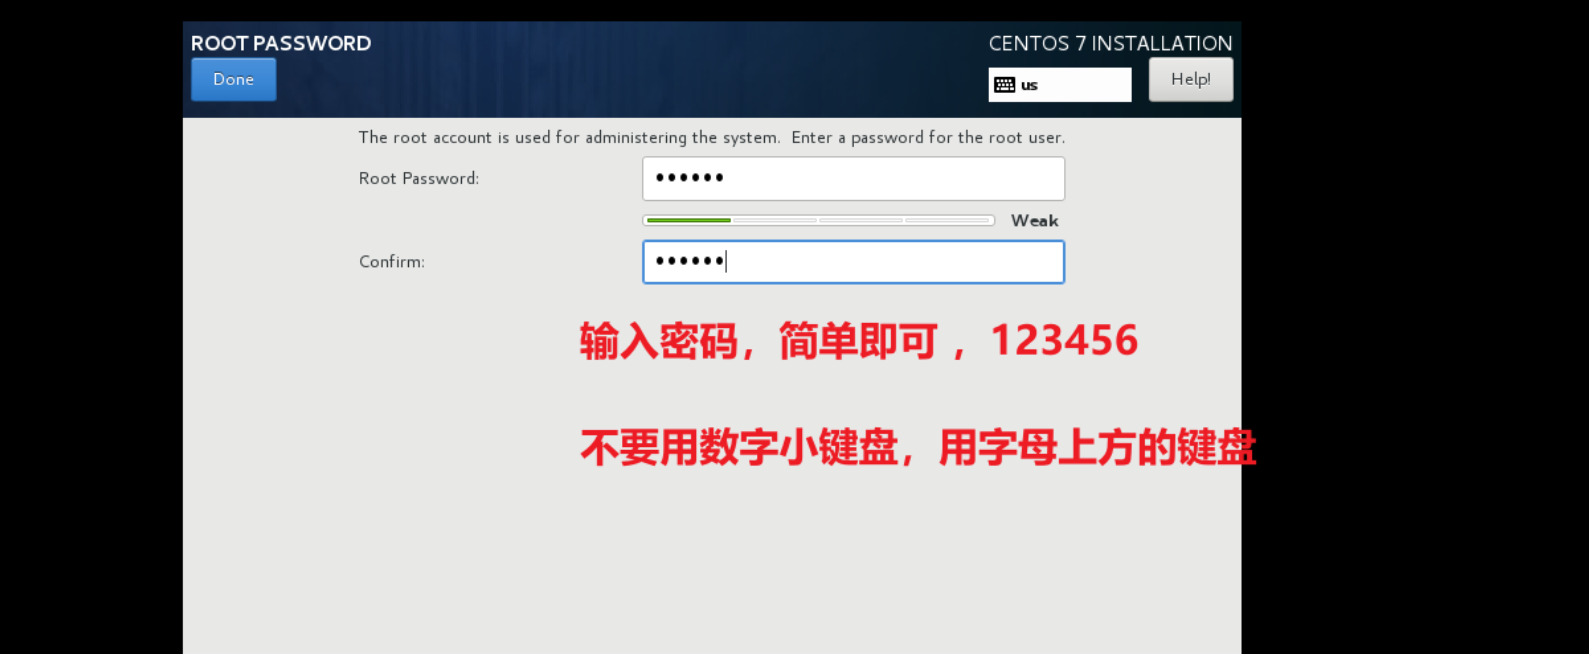 ROOT PASSWORD
CENTOS 7 INSTALLATION
Done
us
Help!
The root account is used for administering the system. Enter a password for the root user.
Root Password: ••••••
Weak
Confirm: ••••••
输入密码，简单即可 ，123456
不要用数字小键盘，用字母上方的键盘